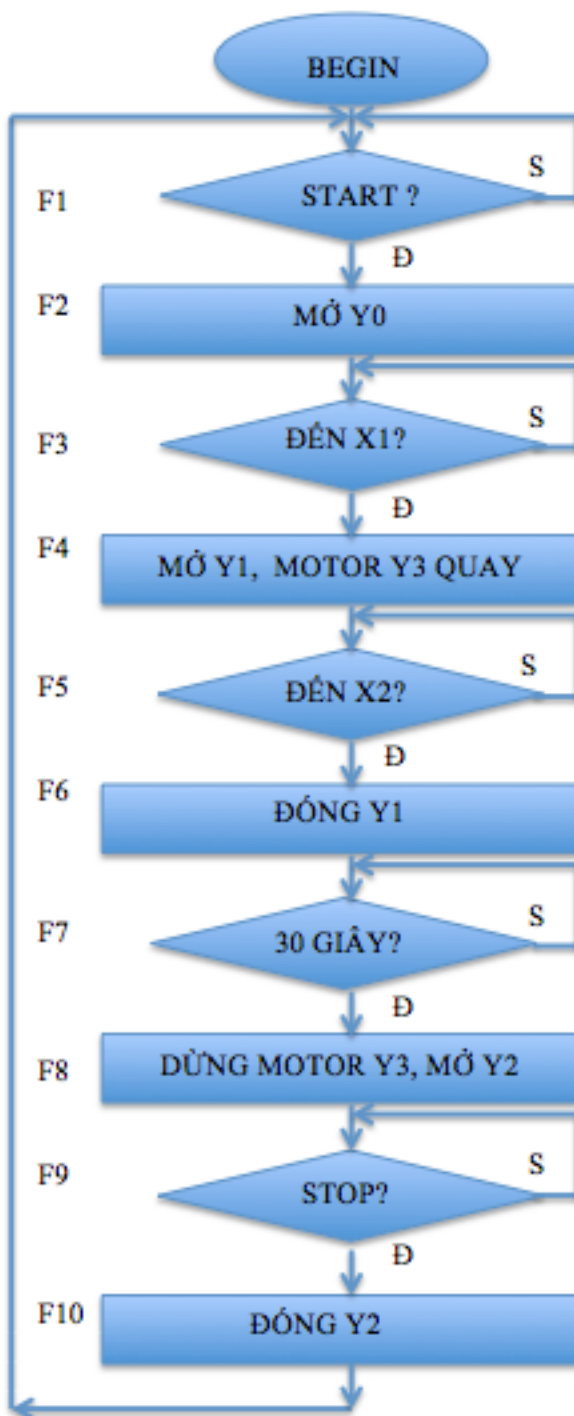 BEGIN
F1
START ?
S
Đ
F2
MỞ Y0
F3
ĐẾN X1?
S
Đ
F4
MỞ Y1, MOTOR Y3 QUAY
F5
ĐẾN X2?
S
Đ
F6
ĐÓNG Y1
F7
30 GIÂY?
S
Đ
F8
DỪNG MOTOR Y3, MỞ Y2
F9
STOP?
S
Đ
F10
ĐÓNG Y2